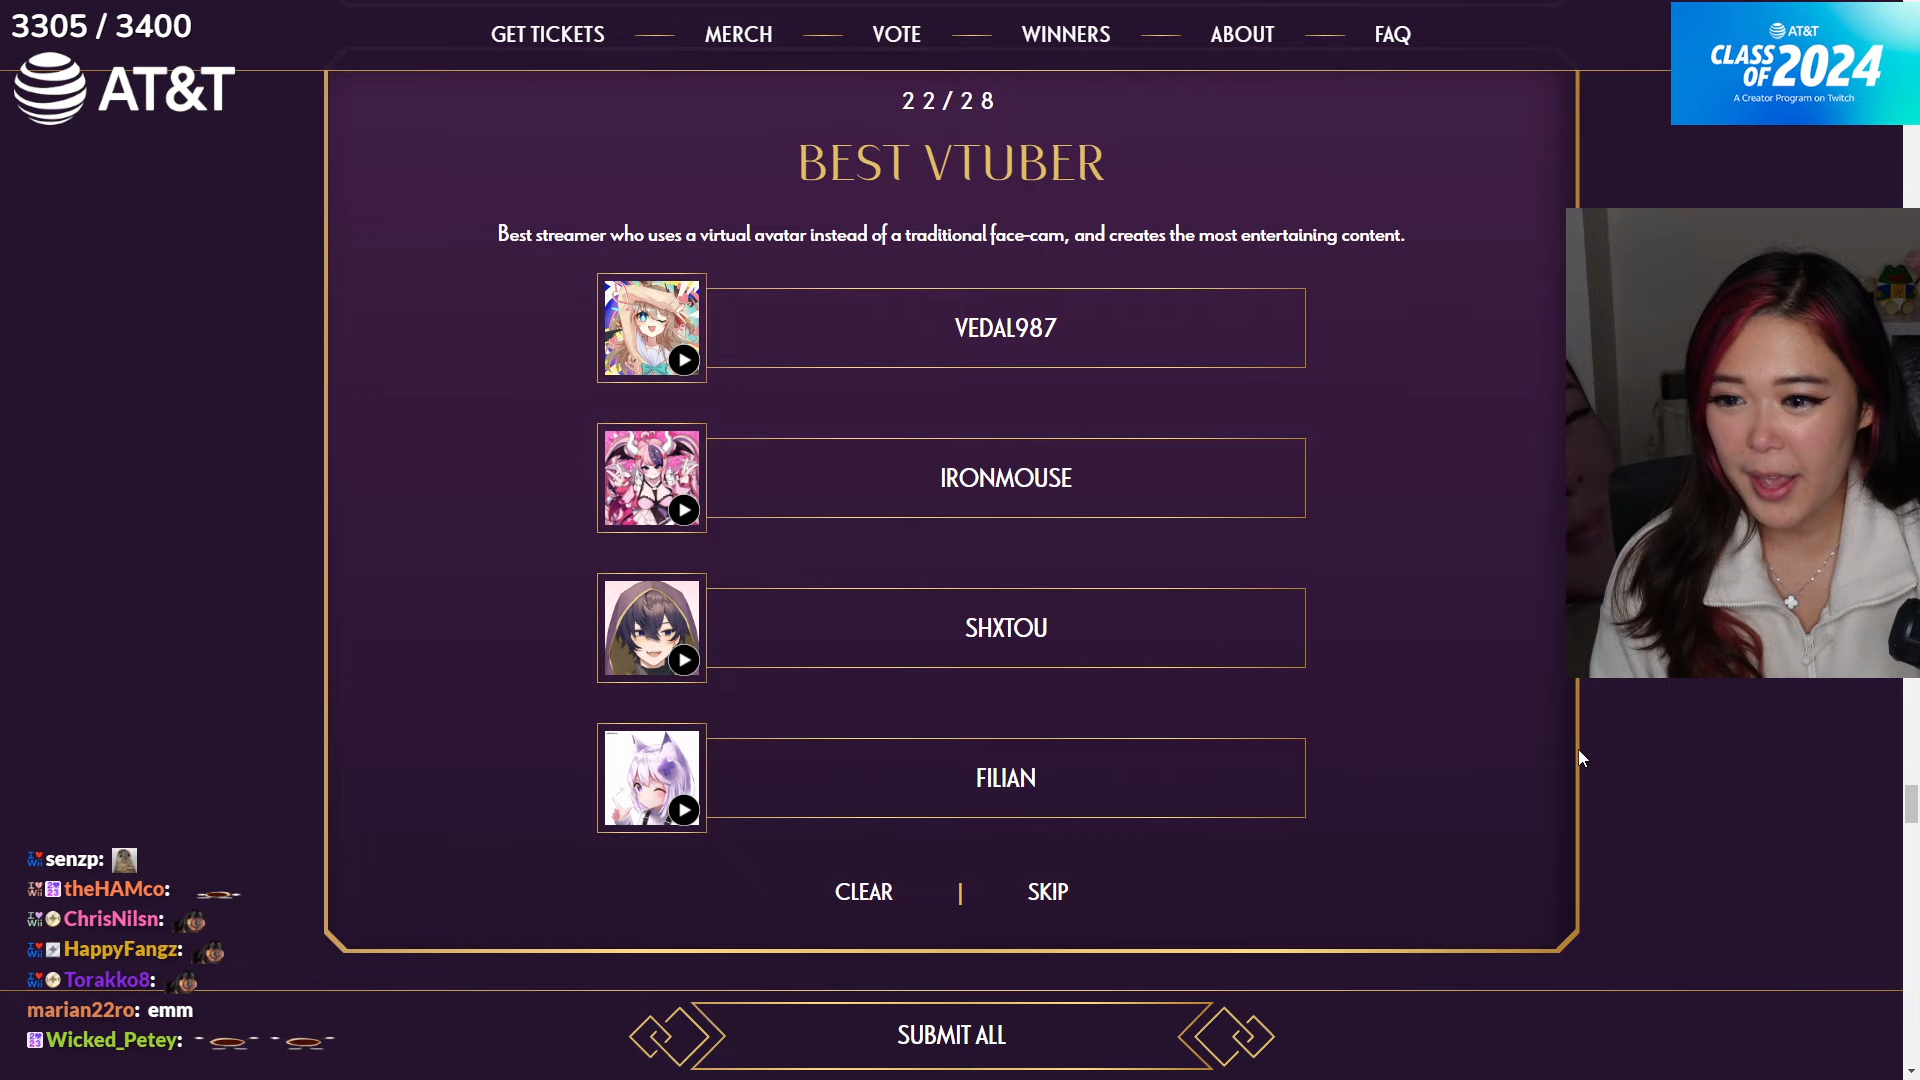 3305 / 3400
AT&T
GET TICKETS
MERCH
VOTE
WINNERS
ABOUT
FAQ
AT&T
CLASS
OF 2024
A Creator Program on Twitch
22/28
BEST VTUBER
Best streamer who uses a virtual avatar instead of a traditional face-cam, and creates the most entertaining content.
VEDAL987
IRONMOUSE
SHXTOU
FILIAN
CLEAR | SKIP
SUBMIT ALL
senzp:
theHAMco:
ChrisNilsn:
HappyFangz:
Torakko8:
marian22ro: emm
Wicked_Petey: